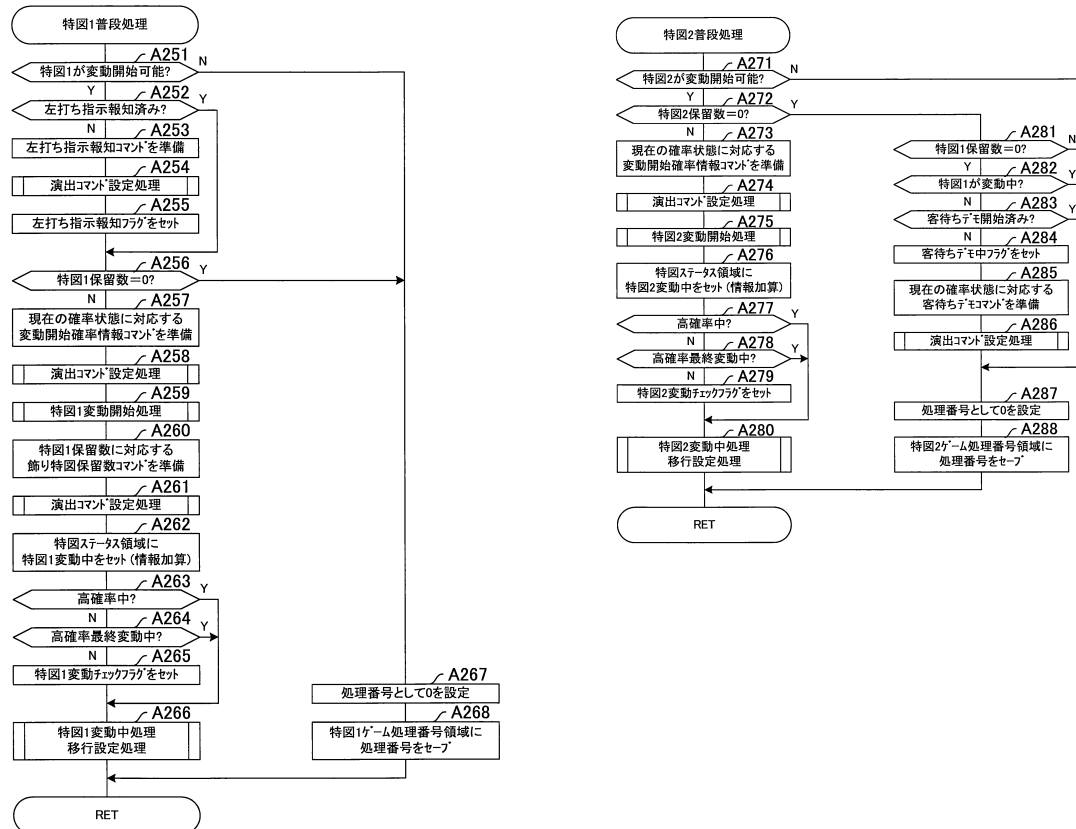 特図1普段処理
A251
特図1が変動開始可能?
N
Y
A252
左打ち指示報知済み?
Y
N
A253
左打ち指示報知コマンドを準備
A254
演出コマンド設定処理
A255
左打ち指示報知フラグをセット
A256
特図1保留数=0?
Y
N
A257
現在の確率状態に対応する
変動開始確率情報コマンドを準備
A258
演出コマンド設定処理
A259
特図1変動開始処理
A260
特図1保留数に対応する
飾り特図保留数コマンドを準備
A261
演出コマンド設定処理
A262
特図ステータス領域に
特図1変動中をセット(情報加算)
A263
高確率中?
Y
N
A264
高確率最終変動中?
Y
N
A265
特図1変動チェックフラグをセット
A266
特図1変動中処理
移行設定処理
A267
処理番号として0を設定
A268
特図1ゲーム処理番号領域に
処理番号をセーブ
RET
特図2普段処理
A271
特図2が変動開始可能?
N
Y
A272
特図2保留数=0?
Y
N
A273
現在の確率状態に対応する
変動開始確率情報コマンドを準備
A274
演出コマンド設定処理
A275
特図2変動開始処理
A276
特図ステータス領域に
特図2変動中をセット(情報加算)
A277
高確率中?
Y
N
A278
高確率最終変動中?
Y
N
A279
特図2変動チェックフラグをセット
A280
特図2変動中処理
移行設定処理
RET
A281
特図1保留数=0?
N
Y
A282
特図1が変動中?
Y
N
A283
客待ちデモ開始済み?
Y
N
A284
客待ちデモ中フラグをセット
A285
現在の確率状態に対応する
客待ちデモコマンドを準備
A286
演出コマンド設定処理
A287
処理番号として0を設定
A288
特図2ゲーム処理番号領域に
処理番号をセーブ